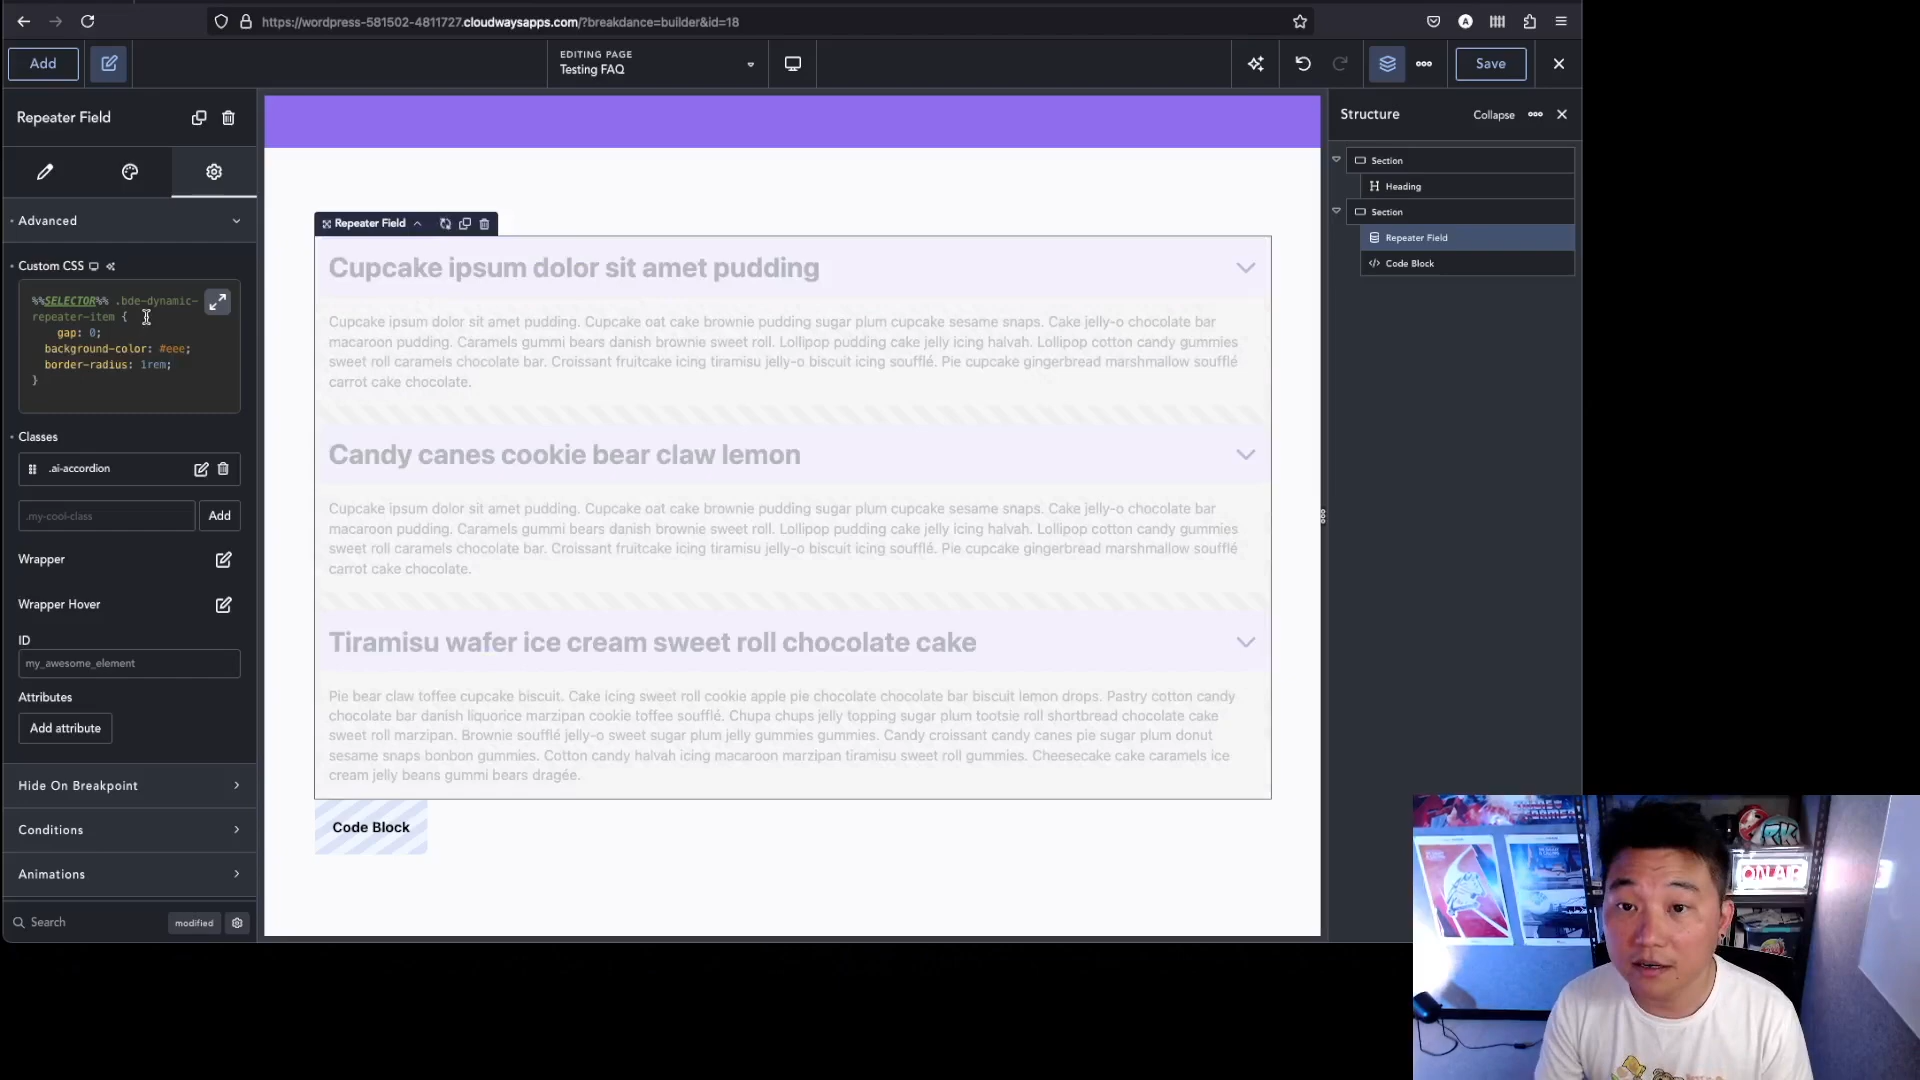 https://wordpress-581502-4811727.cloudwaysapps.com/?breakdance=builder&id=18
Add
EDITING PAGE
Testing FAQ
Save
Repeater Field
Advanced
Custom CSS
%%SELECTOR%% .bde-dynamic-
repeater-item {
gap: 0;
background-color: #eee;
border-radius: 1rem;
}
Classes
.ai-accordion
.my-cool-class
Add
Wrapper
Wrapper Hover
ID
my_awesome_element
Attributes
Add attribute
Hide On Breakpoint
Conditions
Animations
Search
modified
Repeater Field
Cupcake ipsum dolor sit amet pudding
Cupcake ipsum dolor sit amet pudding. Cupcake oat cake brownie pudding sugar plum cupcake sesame snaps. Cake jelly-o chocolate bar
macaroon pudding. Caramels gummi bears danish brownie sweet roll. Lollipop pudding cake jelly icing halvah. Lollipop cotton candy gummies
sweet roll caramels chocolate bar. Croissant fruitcake icing tiramisu jelly-o biscuit icing soufflé. Pie cupcake gingerbread marshmallow soufflé
carrot cake chocolate.
Candy canes cookie bear claw lemon
Cupcake ipsum dolor sit amet pudding. Cupcake oat cake brownie pudding sugar plum cupcake sesame snaps. Cake jelly-o chocolate bar
macaroon pudding. Caramels gummi bears danish brownie sweet roll. Lollipop pudding cake jelly icing halvah. Lollipop cotton candy gummies
sweet roll caramels chocolate bar. Croissant fruitcake icing tiramisu jelly-o biscuit icing soufflé. Pie cupcake gingerbread marshmallow soufflé
carrot cake chocolate.
Tiramisu wafer ice cream sweet roll chocolate cake
Pie bear claw toffee cupcake biscuit. Cake icing sweet roll cookie apple pie chocolate chocolate bar biscuit lemon drops. Pastry cotton candy
chocolate bar danish liquorice marzipan cookie toffee soufflé. Chupa chups jelly topping sugar plum tootsie roll shortbread chocolate cake
sweet roll marzipan. Brownie soufflé jelly-o sweet sugar plum jelly gummies gummies. Candy croissant candy canes pie sugar plum donut
sesame snaps bonbon gummies. Cotton candy halvah icing macaroon marzipan tiramisu sweet roll gummies. Cheesecake cake caramels ice
cream jelly beans gummi bears dragée.
Code Block
Structure
Collapse
Section
Heading
Section
Repeater Field
Code Block
ON AIR